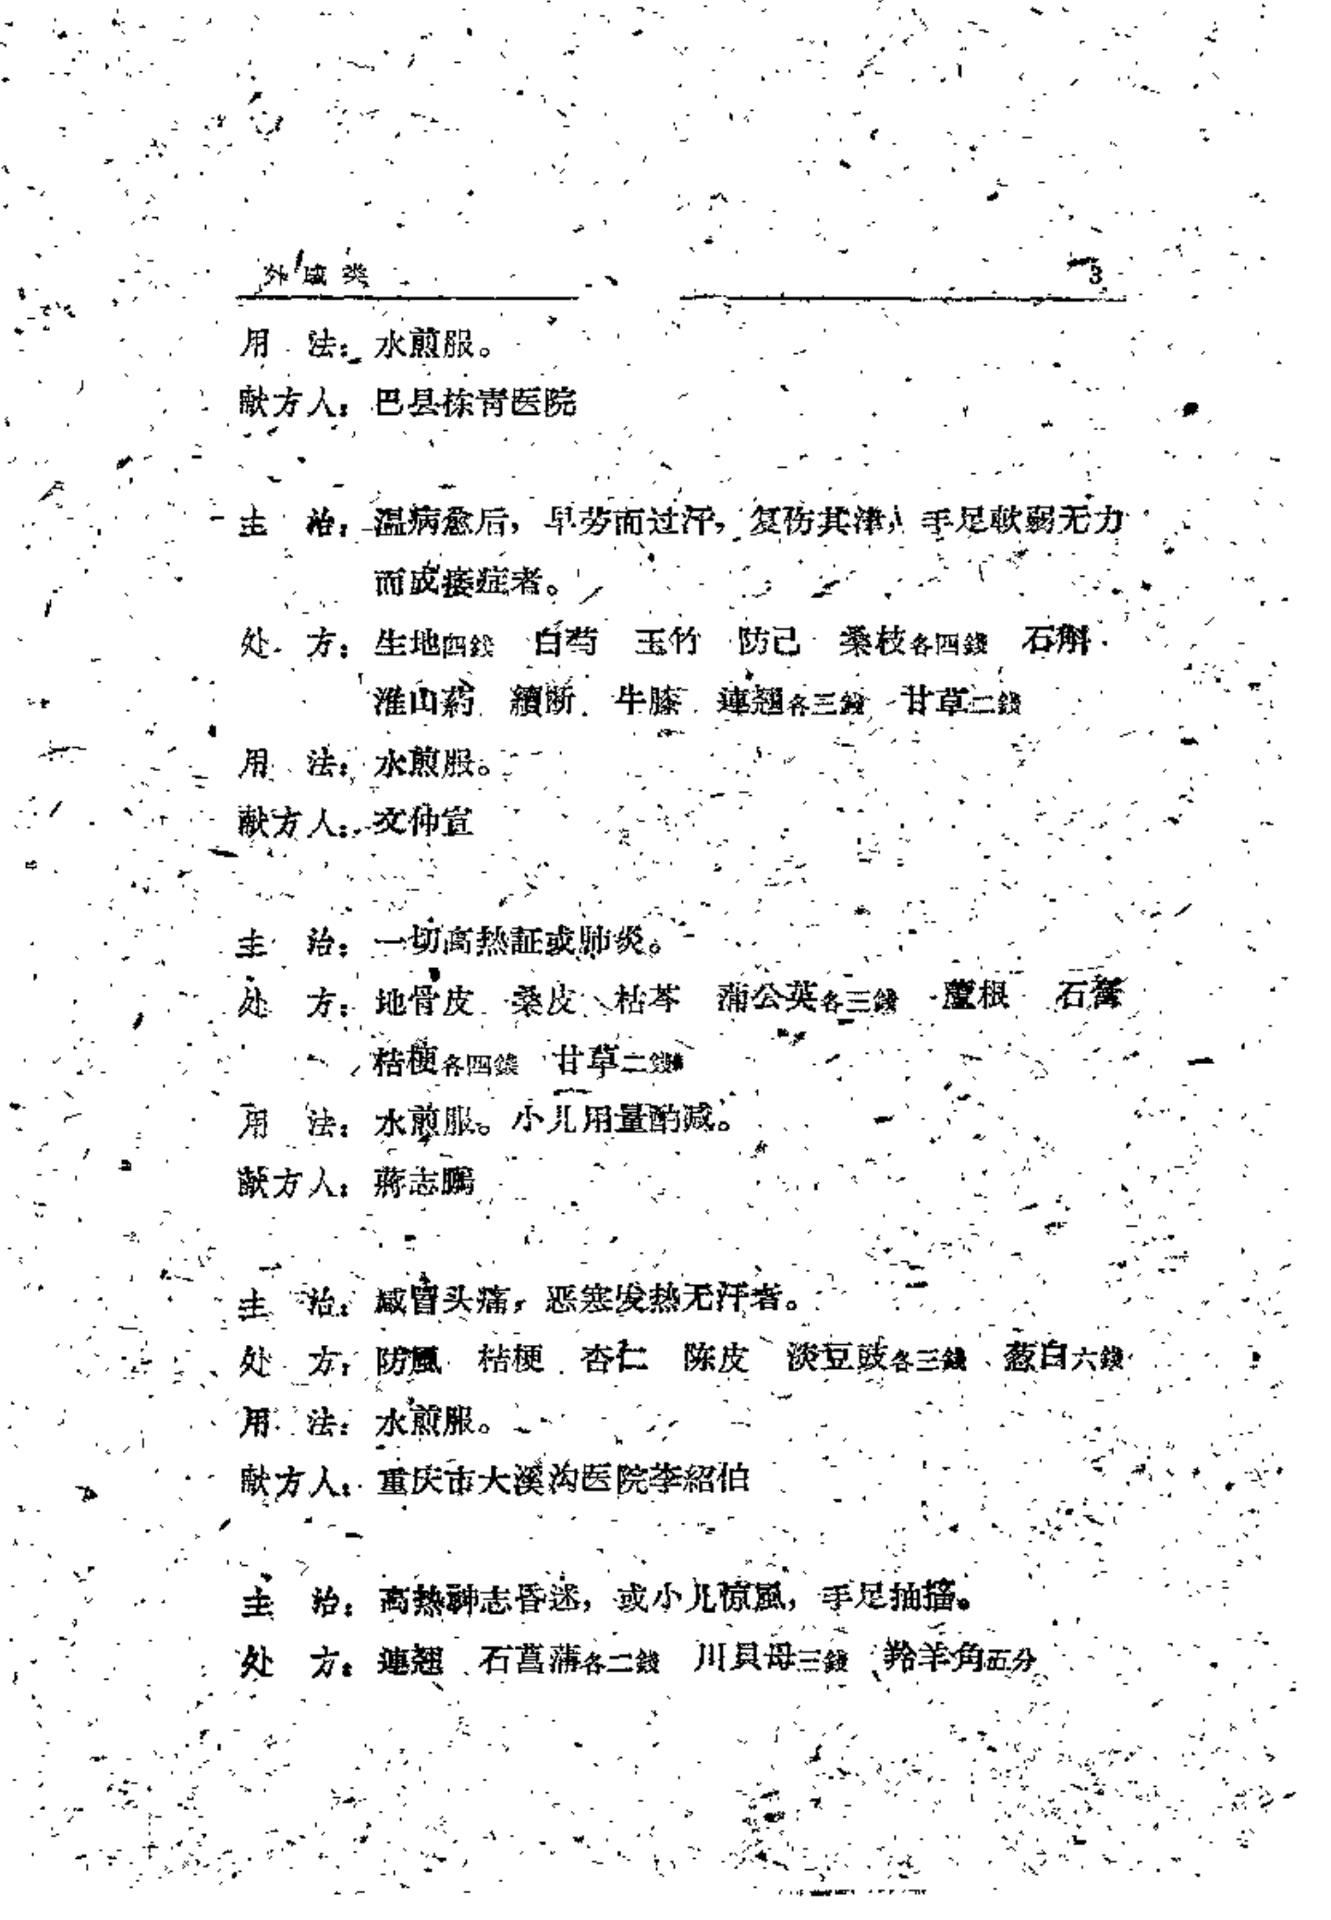 外感类 3
用 法：水煎服。
献方人：巴县徐青医院
主 治：温病愈后，早劳而过汗，复伤其津，手足软弱无力
而成痿症者。
处 方：生地四錢 白芍 玉竹 防己 桑枝各四錢 石斛
淮山药 續断 牛膝 連翘各三錢 甘草二錢
用 法：水煎服。
献方人：文仲宣
主 治：一切高热証或肺炎。
处 方：地骨皮 桑皮 枯芩 蒲公英各三錢 蘆根 石膏
桔梗各四錢 甘草二錢
用 法：水煎服。小儿用量酌减。
献方人：蔣志鵬
主 治：感冒头痛，恶寒发热无汗者。
处 方：防風 桔梗 杏仁 陈皮 淡豆豉各三錢 葱白六錢
用 法：水煎服。
献方人：重庆市大溪沟医院李紹伯
主 治：高热神志昏迷，或小儿惊風，手足抽搐。
处 方：連翘 石菖蒲各二錢 川貝母三錢 羚羊角五分